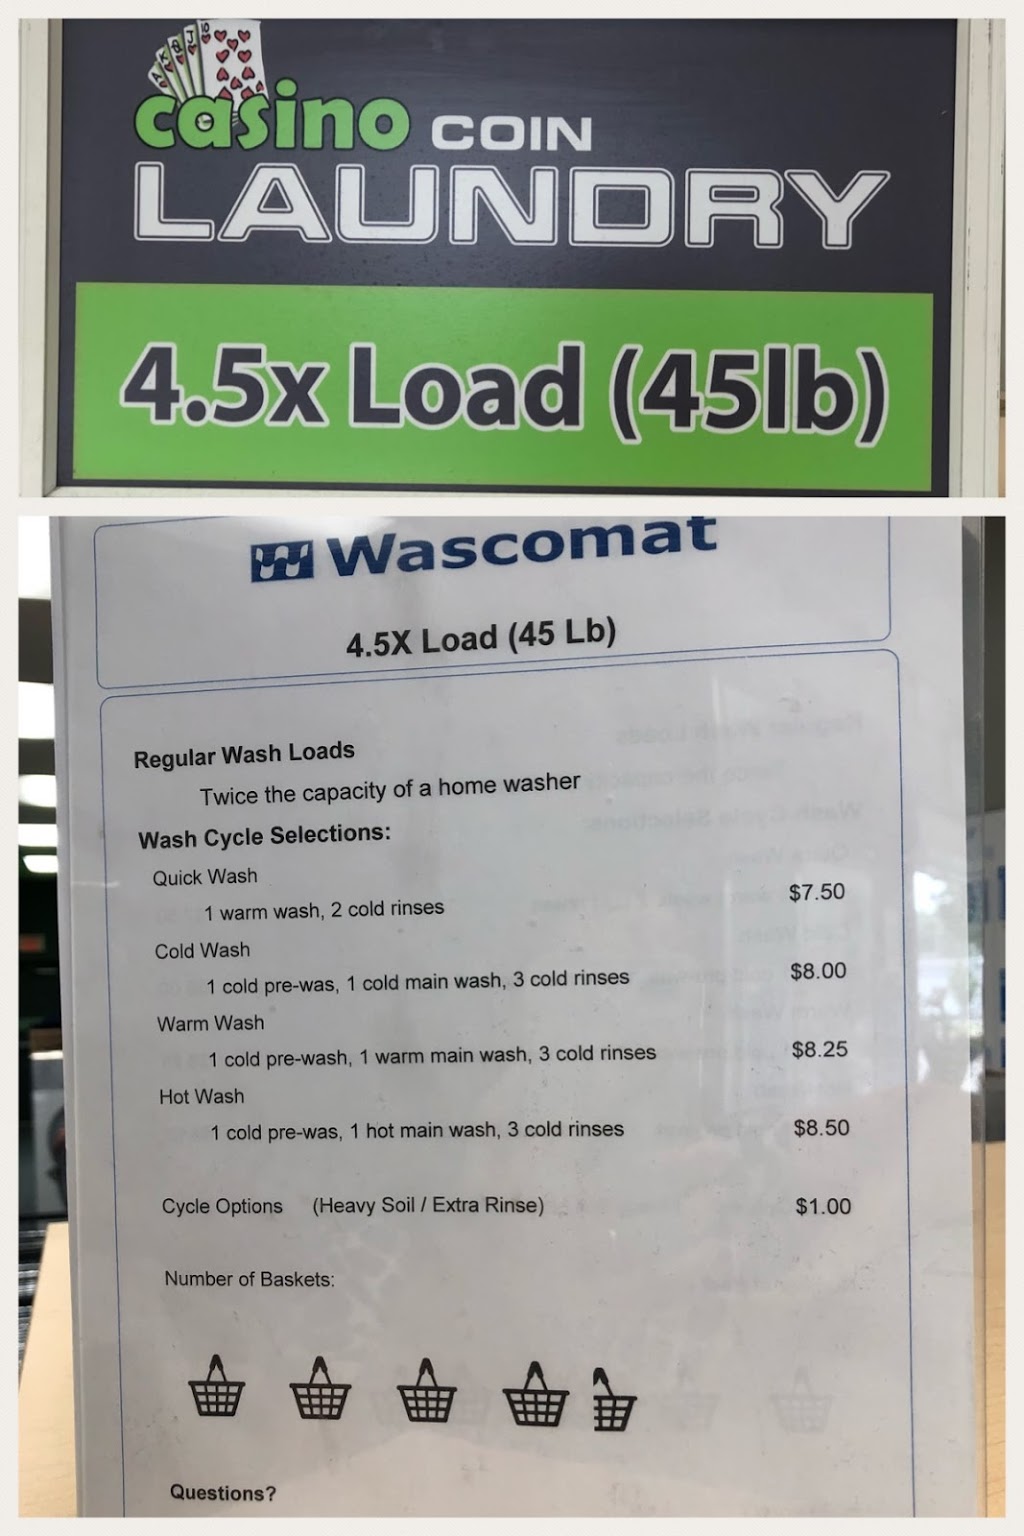 casino COIN
LAUNDRY
4.5x Load (45lb)
Wascomat
4.5X Load (45 Lb)
Regular Wash Loads
Twice the capacity of a home washer
Wash Cycle Selections:
Quick Wash
1 warm wash, 2 cold rinses $7.50
Cold Wash
1 cold pre-was, 1 cold main wash, 3 cold rinses $8.00
Warm Wash
1 cold pre-wash, 1 warm main wash, 3 cold rinses $8.25
Hot Wash
1 cold pre-was, 1 hot main wash, 3 cold rinses $8.50
Cycle Options (Heavy Soil / Extra Rinse) $1.00
Number of Baskets:
Questions?